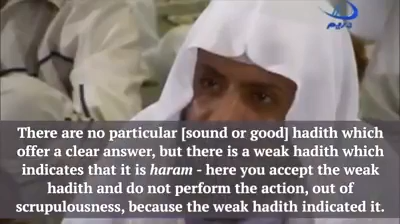 There are no particular [sound or good] hadith which
offer a clear answer, but there is a weak hadith which
indicates that it is haram - here you accept the weak
hadith and do not perform the action, out of
scrupulousness, because the weak hadith indicated it.